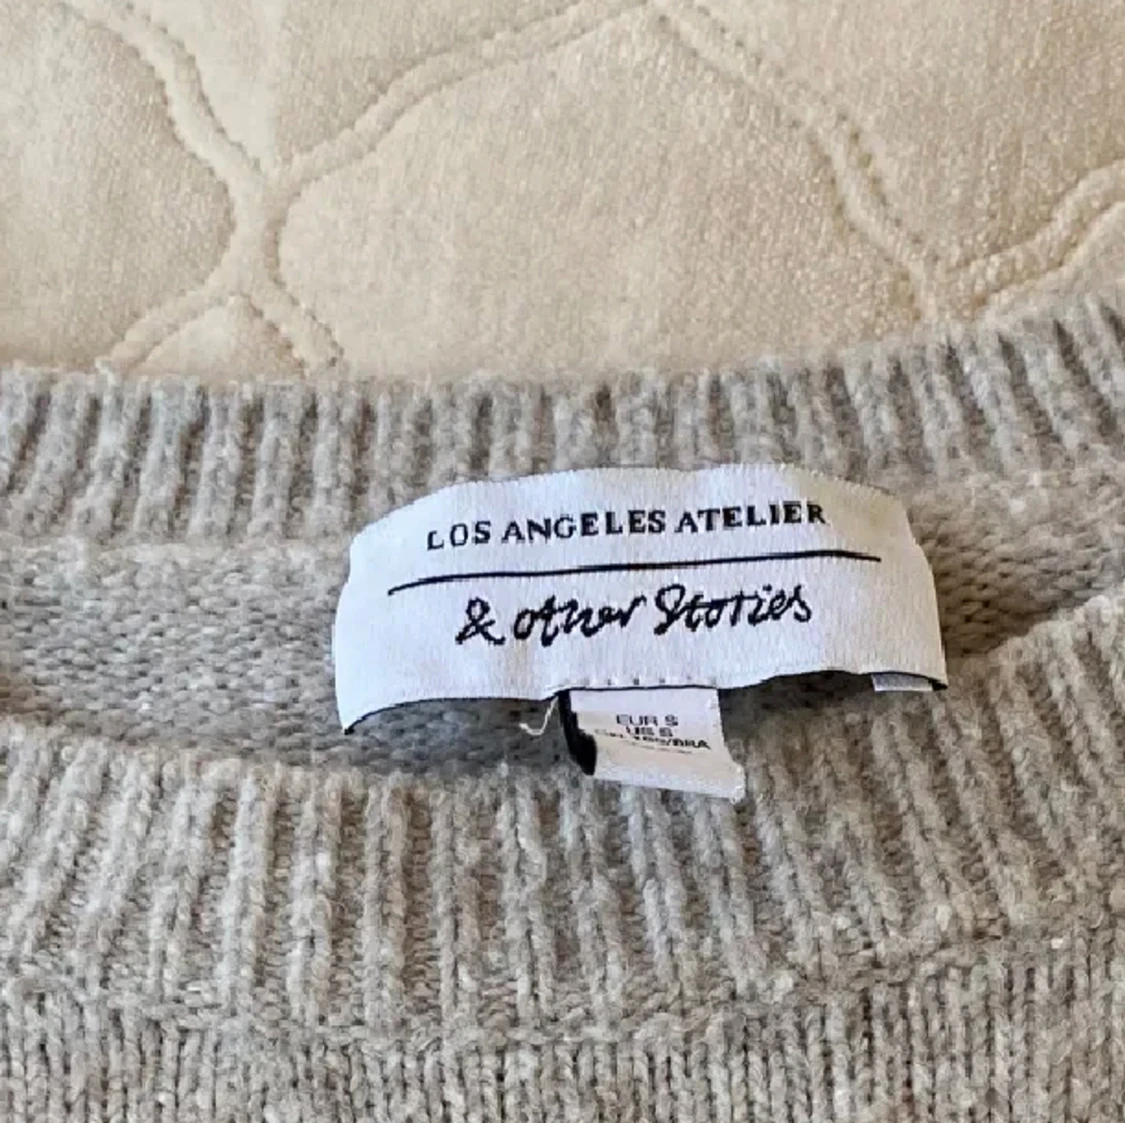 LOS ANGELES ATELIER
& other Stories
EUR S
US S